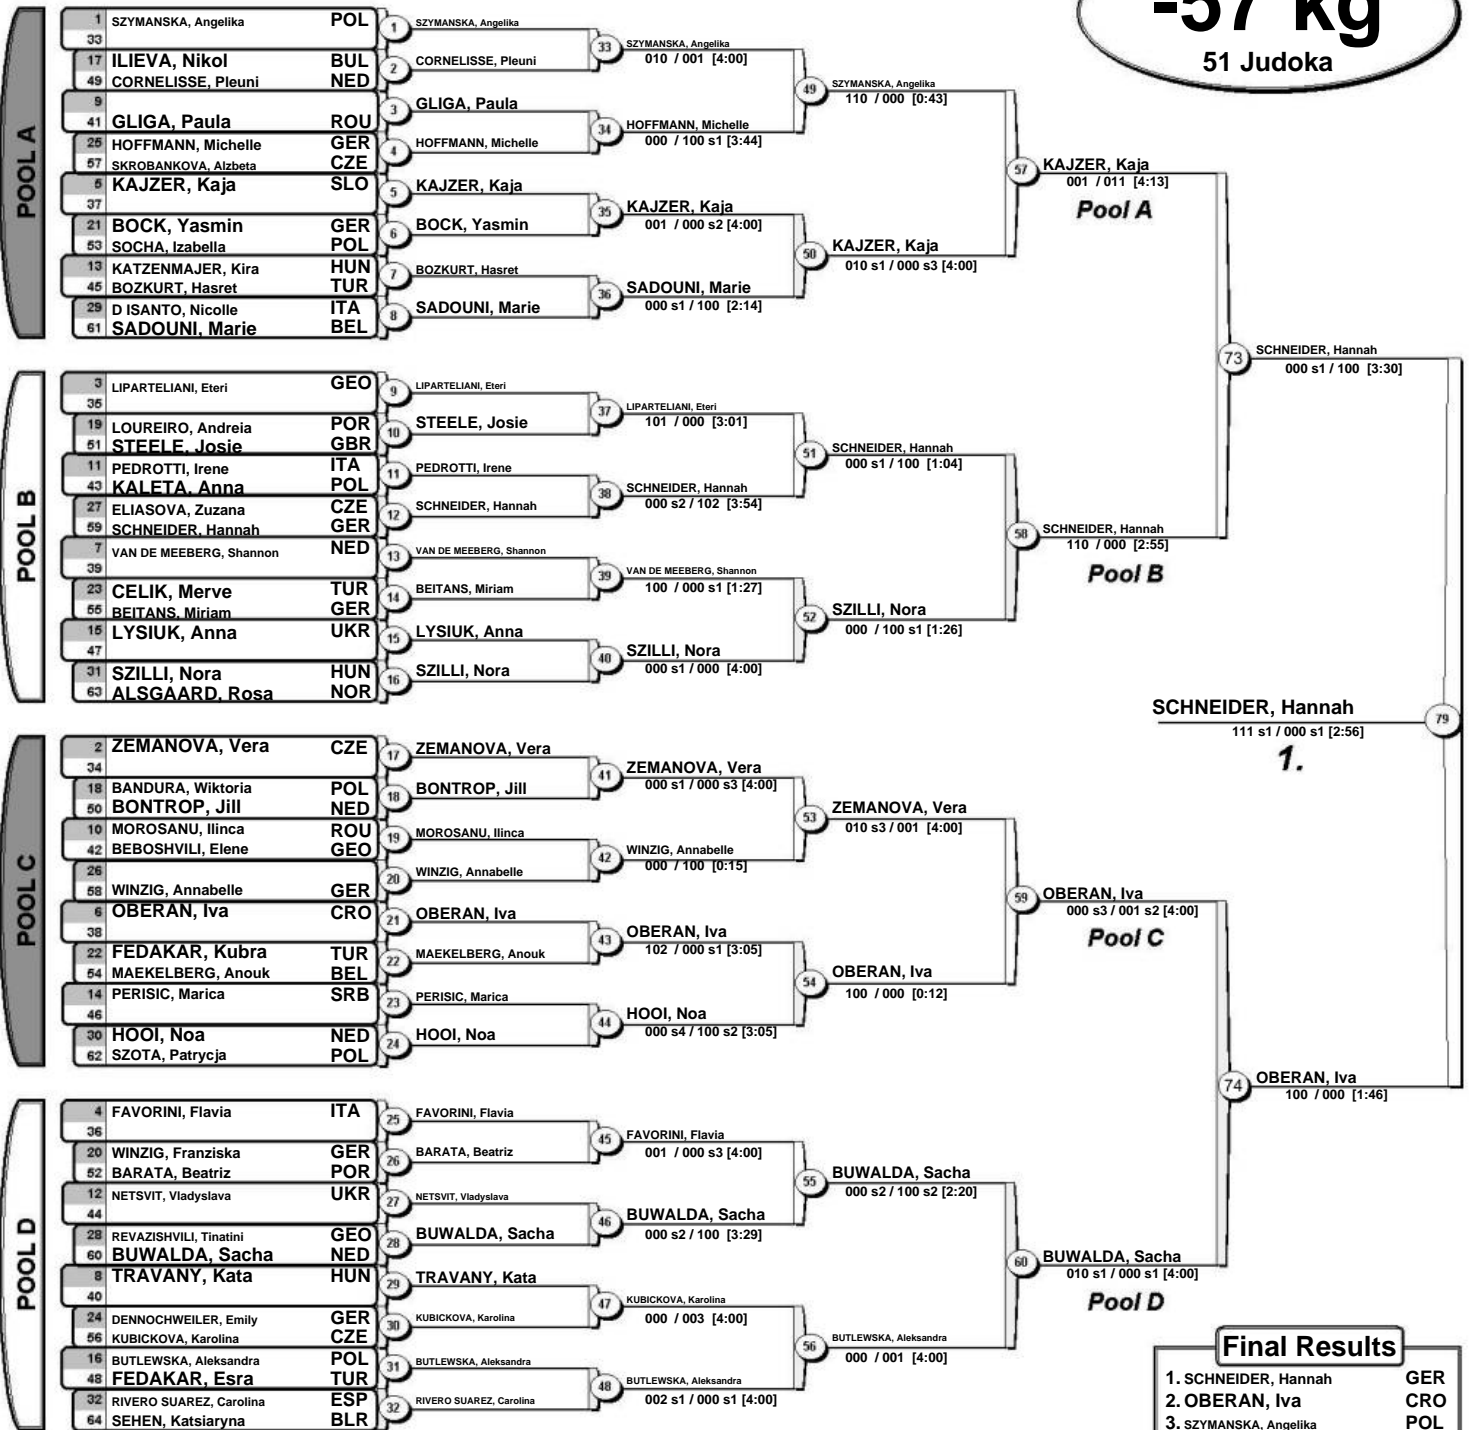 -57 kg
51 Judoka
POOL A
1 SZYMANSKA, Angelika POL
33
17 ILIEVA, Nikol BUL
49 CORNELISSE, Pleuni NED
9
41 GLIGA, Paula ROU
25 HOFFMANN, Michelle GER
57 SKROBANKOVA, Alzbeta CZE
5 KAJZER, Kaja SLO
37
21 BOCK, Yasmin GER
53 SOCHA, Izabella POL
13 KATZENMAJER, Kira HUN
45 BOZKURT, Hasret TUR
29 D ISANTO, Nicolle ITA
61 SADOUNI, Marie BEL
1 SZYMANSKA, Angelika
2 CORNELISSE, Pleuni
3 GLIGA, Paula
4 HOFFMANN, Michelle
5 KAJZER, Kaja
6 BOCK, Yasmin
7 BOZKURT, Hasret
8 SADOUNI, Marie
33 SZYMANSKA, Angelika
010 / 001 [4:00]
34 HOFFMANN, Michelle
000 / 100 s1 [3:44]
35 KAJZER, Kaja
001 / 000 s2 [4:00]
36 SADOUNI, Marie
000 s1 / 100 [2:14]
49 SZYMANSKA, Angelika
110 / 000 [0:43]
50 KAJZER, Kaja
010 s1 / 000 s3 [4:00]
57 KAJZER, Kaja
001 / 011 [4:13]
Pool A
POOL B
3 LIPARTELIANI, Eteri GEO
35
19 LOUREIRO, Andreia POR
51 STEELE, Josie GBR
11 PEDROTTI, Irene ITA
43 KALETA, Anna POL
27 ELIASOVA, Zuzana CZE
59 SCHNEIDER, Hannah GER
7 VAN DE MEEBERG, Shannon NED
39
23 CELIK, Merve TUR
55 BEITANS, Miriam GER
15 LYSIUK, Anna UKR
47
31 SZILLI, Nora HUN
63 ALSGAARD, Rosa NOR
9 LIPARTELIANI, Eteri
10 STEELE, Josie
11 PEDROTTI, Irene
12 SCHNEIDER, Hannah
13 VAN DE MEEBERG, Shannon
14 BEITANS, Miriam
15 LYSIUK, Anna
16 SZILLI, Nora
37 LIPARTELIANI, Eteri
101 / 000 [3:01]
38 SCHNEIDER, Hannah
000 s2 / 102 [3:54]
39 VAN DE MEEBERG, Shannon
100 / 000 s1 [1:27]
40 SZILLI, Nora
000 s1 / 000 [4:00]
51 SCHNEIDER, Hannah
000 s1 / 100 [1:04]
52 SZILLI, Nora
000 / 100 s1 [1:26]
58 SCHNEIDER, Hannah
110 / 000 [2:55]
Pool B
73 SCHNEIDER, Hannah
000 s1 / 100 [3:30]
SCHNEIDER, Hannah 79
111 s1 / 000 s1 [2:56]
1.
POOL C
2 ZEMANOVA, Vera CZE
34
18 BANDURA, Wiktoria POL
50 BONTROP, Jill NED
10 MOROSANU, Ilinca ROU
42 BEBOSHVILI, Elene GEO
26
58 WINZIG, Annabelle GER
6 OBERAN, Iva CRO
38
22 FEDAKAR, Kubra TUR
54 MAEKELBERG, Anouk BEL
14 PERISIC, Marica SRB
46
30 HOOI, Noa NED
62 SZOTA, Patrycja POL
17 ZEMANOVA, Vera
18 BONTROP, Jill
19 MOROSANU, Ilinca
20 WINZIG, Annabelle
21 OBERAN, Iva
22 MAEKELBERG, Anouk
23 PERISIC, Marica
24 HOOI, Noa
41 ZEMANOVA, Vera
000 s1 / 000 s3 [4:00]
42 WINZIG, Annabelle
000 / 100 [0:15]
43 OBERAN, Iva
102 / 000 s1 [3:05]
44 HOOI, Noa
000 s4 / 100 s2 [3:05]
53 ZEMANOVA, Vera
010 s3 / 001 [4:00]
54 OBERAN, Iva
100 / 000 [0:12]
59 OBERAN, Iva
000 s3 / 001 s2 [4:00]
Pool C
74 OBERAN, Iva
100 / 000 [1:46]
POOL D
4 FAVORINI, Flavia ITA
36
20 WINZIG, Franziska GER
52 BARATA, Beatriz POR
12 NETSVIT, Vladyslava UKR
44
28 REVAZISHVILI, Tinatini GEO
60 BUWALDA, Sacha NED
8 TRAVANY, Kata HUN
40
24 DENNOCHWEILER, Emily GER
56 KUBICKOVA, Karolina CZE
16 BUTLEWSKA, Aleksandra POL
48 FEDAKAR, Esra TUR
32 RIVERO SUAREZ, Carolina ESP
64 SEHEN, Katsiaryna BLR
25 FAVORINI, Flavia
26 BARATA, Beatriz
27 NETSVIT, Vladyslava
28 BUWALDA, Sacha
29 TRAVANY, Kata
30 KUBICKOVA, Karolina
31 BUTLEWSKA, Aleksandra
32 RIVERO SUAREZ, Carolina
45 FAVORINI, Flavia
001 / 000 s3 [4:00]
46 BUWALDA, Sacha
000 s2 / 100 [3:29]
47 KUBICKOVA, Karolina
000 / 003 [4:00]
48 BUTLEWSKA, Aleksandra
002 s1 / 000 s1 [4:00]
55 BUWALDA, Sacha
000 s2 / 100 s2 [2:20]
56 BUTLEWSKA, Aleksandra
000 / 001 [4:00]
60 BUWALDA, Sacha
010 s1 / 000 s1 [4:00]
Pool D
Final Results
1. SCHNEIDER, Hannah GER
2. OBERAN, Iva CRO
3. SZYMANSKA, Angelika POL